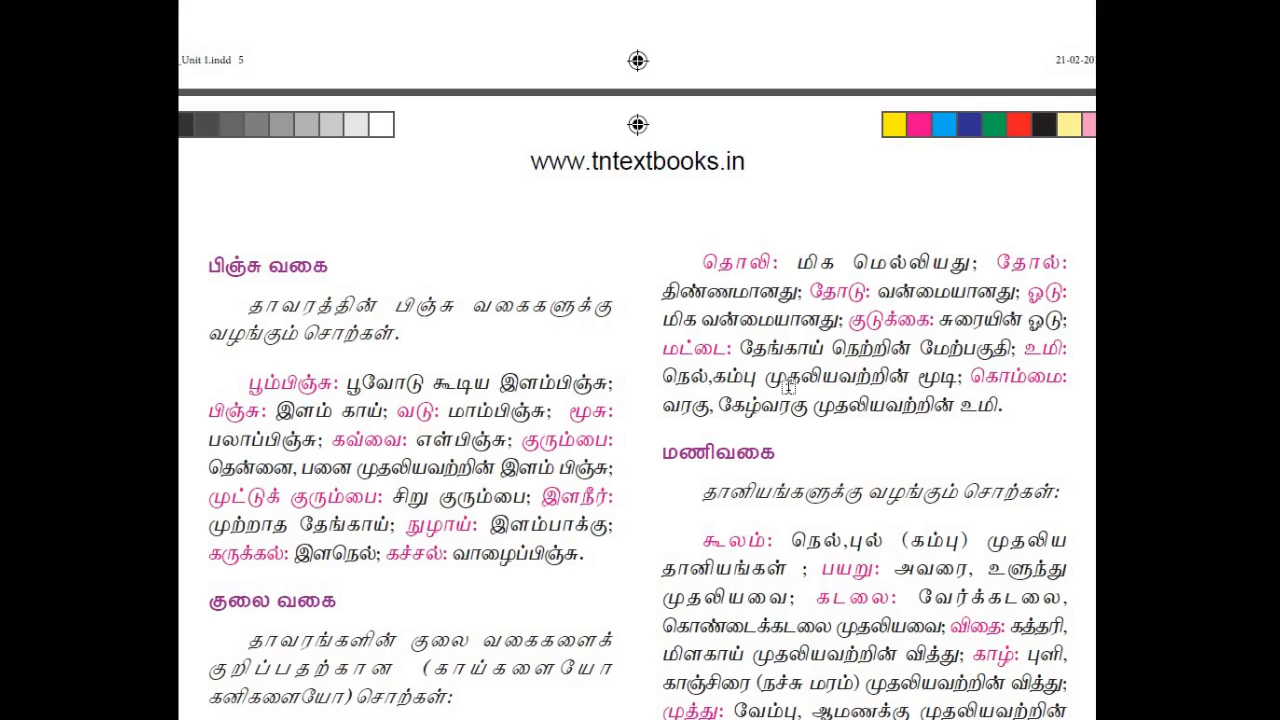 _Unit 1.indd 5
21-02-20
www.tntextbooks.in
பிஞ்சு வகை
தாவரத்தின் பிஞ்சு வகைகளுக்கு
வழங்கும் சொற்கள்.
பூம்பிஞ்சு: பூவோடு கூடிய இளம்பிஞ்சு;
பிஞ்சு: இளம் காய்; வடு: மாம்பிஞ்சு; மூசு:
பலாப்பிஞ்சு; கவ்வை: எள்பிஞ்சு; குரும்பை:
தென்னை, பனை முதலியவற்றின் இளம் பிஞ்சு;
முட்டுக் குரும்பை: சிறு குரும்பை; இளநீர்:
முற்றாத தேங்காய்; நுழாய்: இளம்பாக்கு;
கருக்கல்: இளநெல்; கச்சல்: வாழைப்பிஞ்சு.
குலை வகை
தாவரங்களின் குலை வகைகளைக்
குறிப்பதற்கான (காய்களையோ
கனிகளையோ) சொற்கள்:
தொலி: மிக மெல்லியது; தோல்:
திண்ணமானது; தோடு: வன்மையானது; ஓடு:
மிக வன்மையானது; குடுக்கை: சுரையின் ஓடு;
மட்டை: தேங்காய் நெற்றின் மேற்பகுதி; உமி:
நெல்,கம்பு முதலியவற்றின் மூடி; கொம்மை:
வரகு, கேழ்வரகு முதலியவற்றின் உமி.
மணிவகை
தானியங்களுக்கு வழங்கும் சொற்கள்:
கூலம்: நெல்,புல் (கம்பு) முதலிய
தானியங்கள் ; பயறு: அவரை, உளுந்து
முதலியவை; கடலை: வேர்க்கடலை,
கொண்டைக்கடலை முதலியவை; விதை: கத்தரி,
மிளகாய் முதலியவற்றின் வித்து; காழ்: புளி,
காஞ்சிரை (நச்சு மரம்) முதலியவற்றின் வித்து;
முத்து: வேம்பு, ஆமணக்கு முதலியவற்றின்